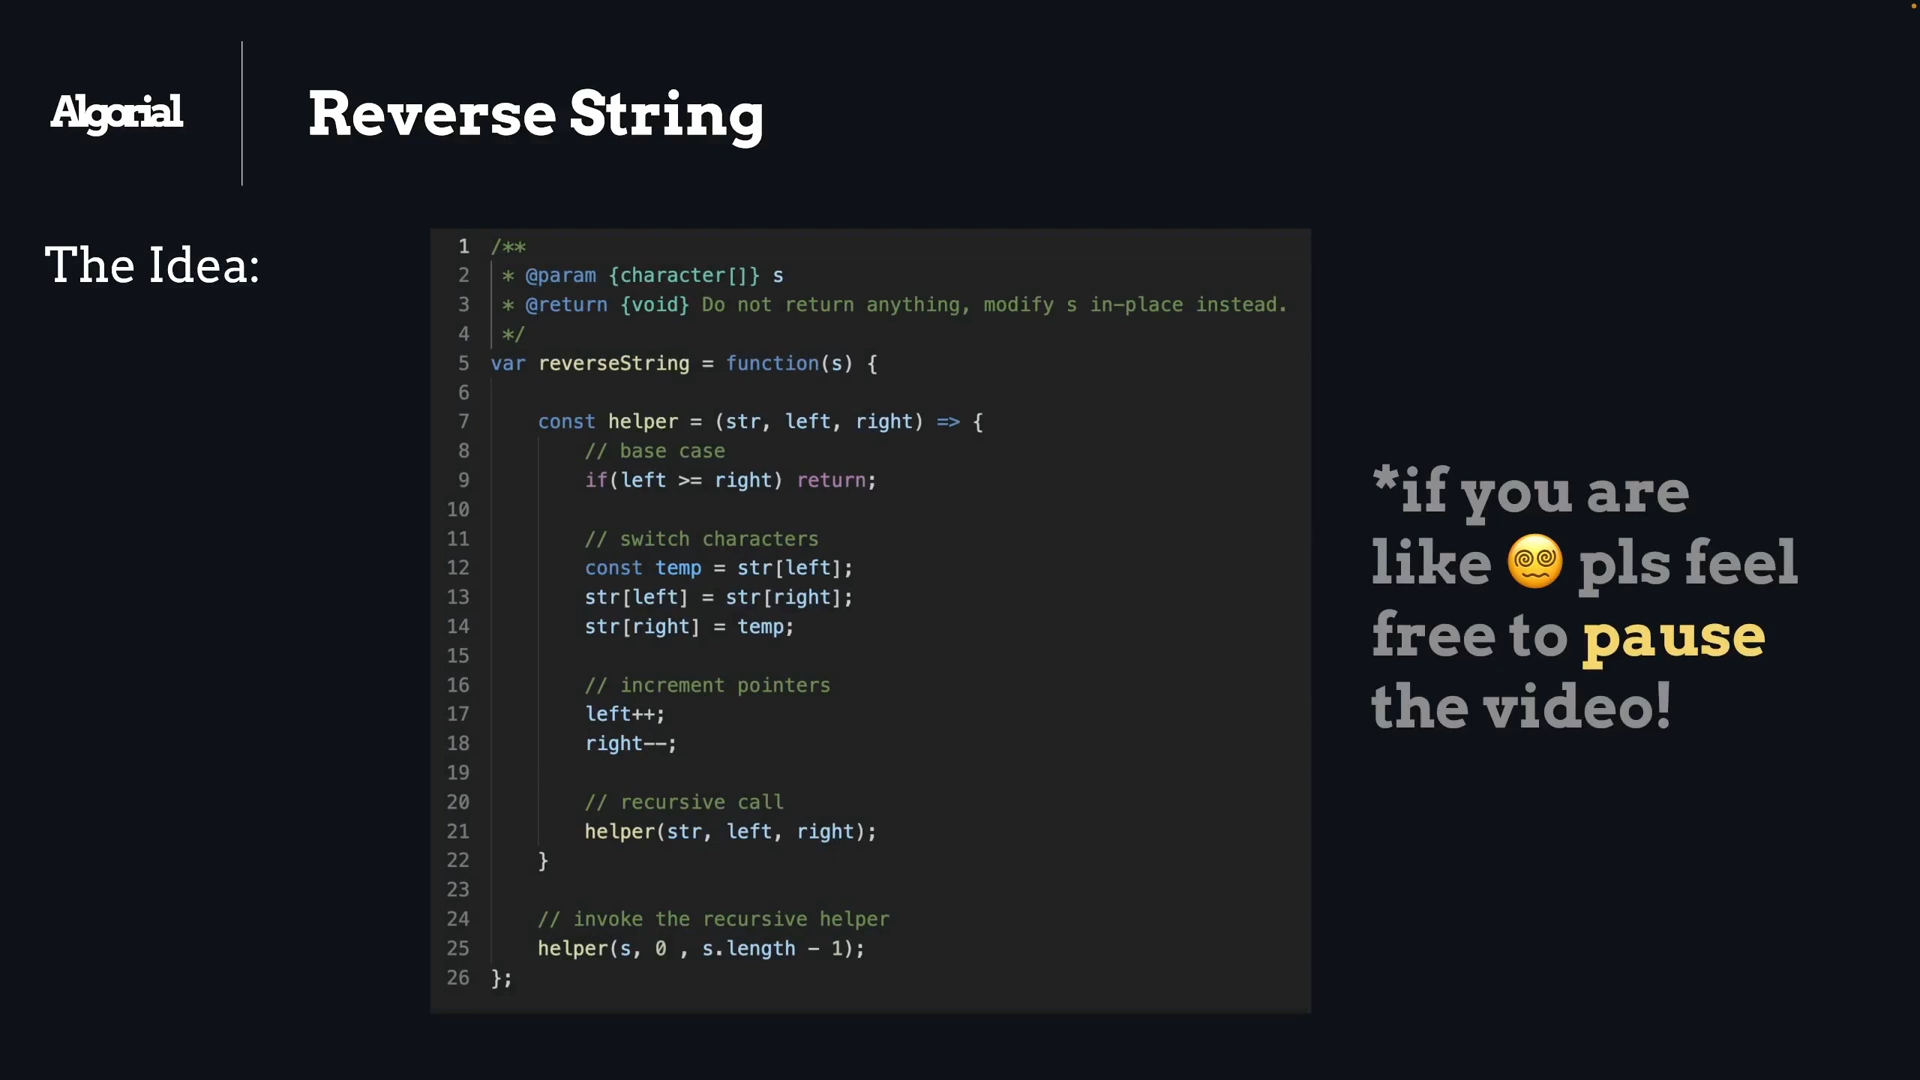 Algorial
Reverse String
The Idea:
1 /**
2 * @param {character[]} s
3 * @return {void} Do not return anything, modify s in-place instead.
4 */
5 var reverseString = function(s) {
6
7 const helper = (str, left, right) => {
8 // base case
9 if(left >= right) return;
10
11 // switch characters
12 const temp = str[left];
13 str[left] = str[right];
14 str[right] = temp;
15
16 // increment pointers
17 left++;
18 right--;
19
20 // recursive call
21 helper(str, left, right);
22 }
23
24 // invoke the recursive helper
25 helper(s, 0 , s.length - 1);
26 };
*if you are
like 😵‍💫 pls feel
free to pause
the video!